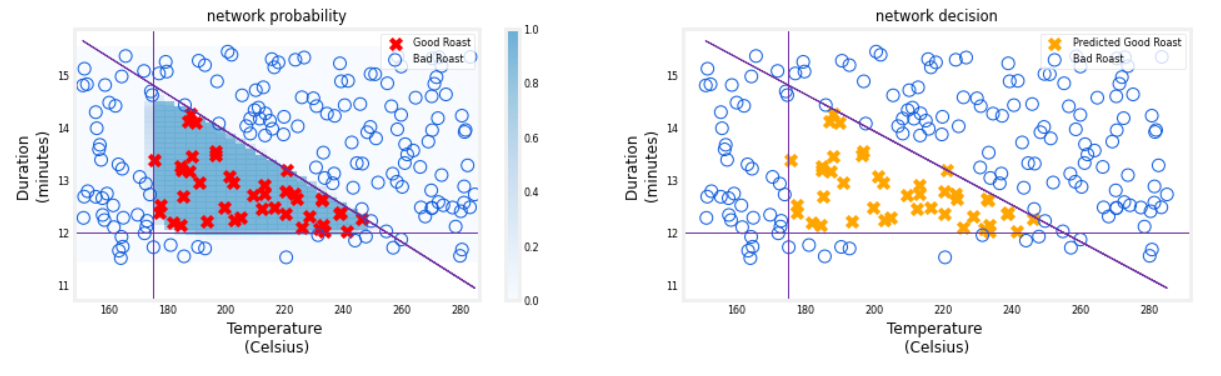 network probability
Good Roast
Bad Roast
15
14
13
12
11
Duration
(minutes)
160
180
200
220
240
260
280
Temperature
(Celsius)
1.0
0.8
0.6
0.4
0.2
0.0
network decision
Predicted Good Roast
Bad Roast
15
14
13
12
11
Duration
(minutes)
160
180
200
220
240
260
280
Temperature
(Celsius)